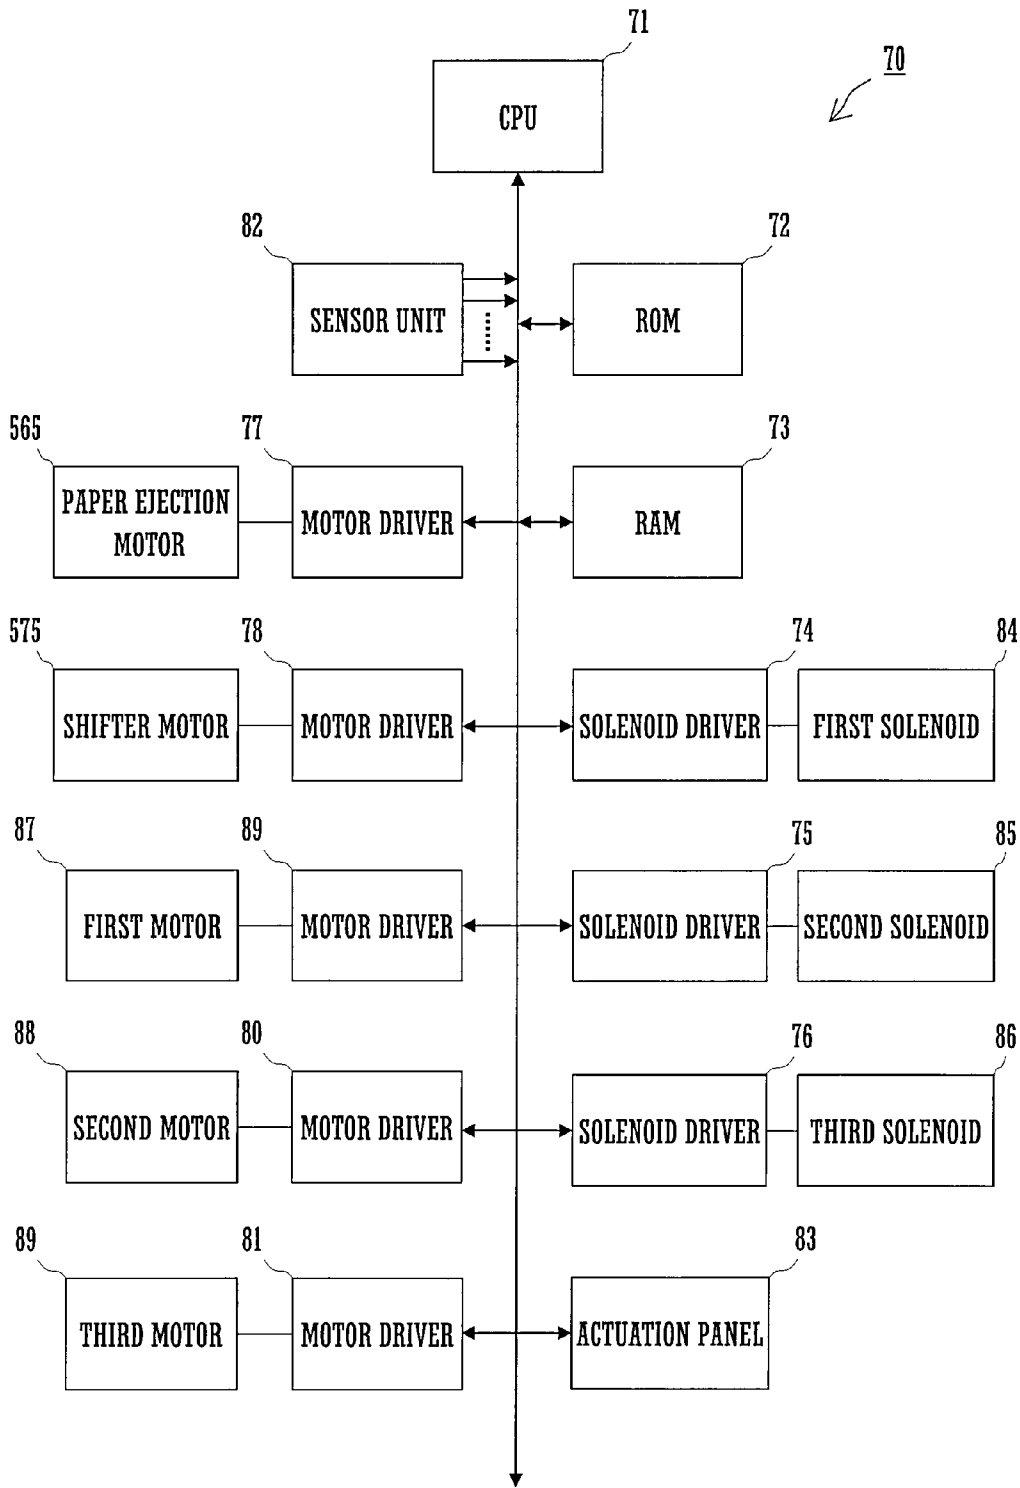 71
70
CPU
82
72
SENSOR UNIT
ROM
565
77
73
PAPER EJECTION
MOTOR
MOTOR DRIVER
RAM
575
78
74
84
SHIFTER MOTOR
MOTOR DRIVER
SOLENOID DRIVER
FIRST SOLENOID
87
89
75
85
FIRST MOTOR
MOTOR DRIVER
SOLENOID DRIVER
SECOND SOLENOID
88
80
76
86
SECOND MOTOR
MOTOR DRIVER
SOLENOID DRIVER
THIRD SOLENOID
89
81
83
THIRD MOTOR
MOTOR DRIVER
ACTUATION PANEL